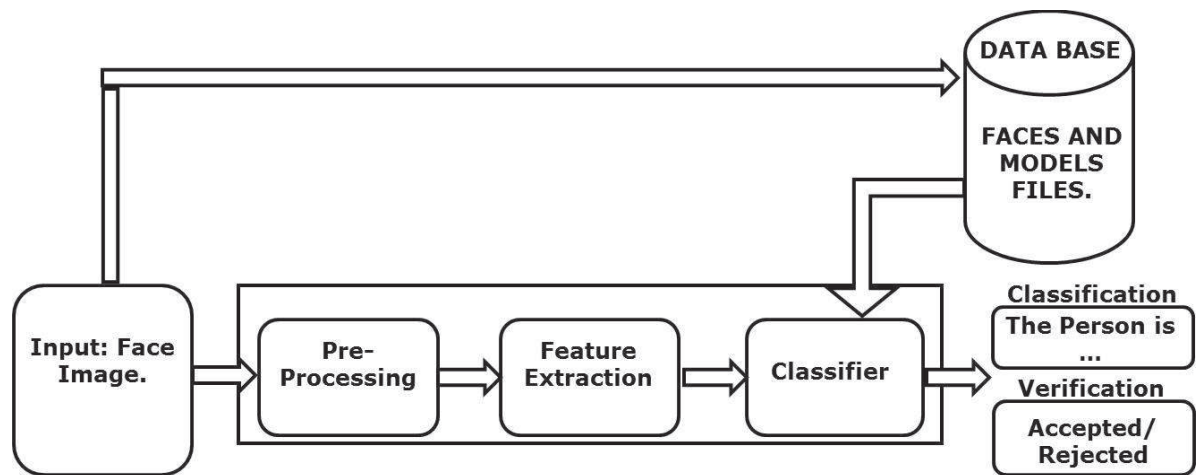 DATA BASE
FACES AND
MODELS
FILES.
Input: Face
Image.
Pre-
Processing
Feature
Extraction
Classifier
Classification
The Person is
...
Verification
Accepted/
Rejected